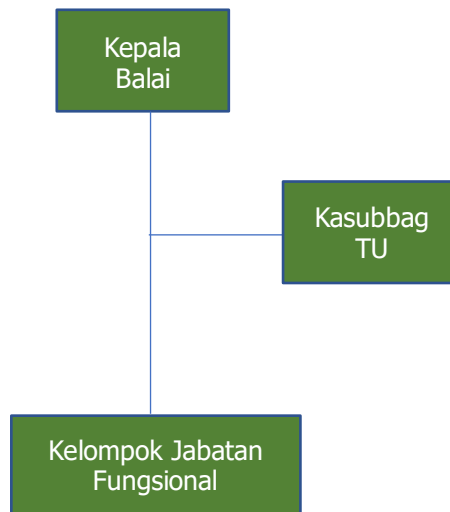 Kepala
Balai
Kasubbag
TU
Kelompok Jabatan
Fungsional